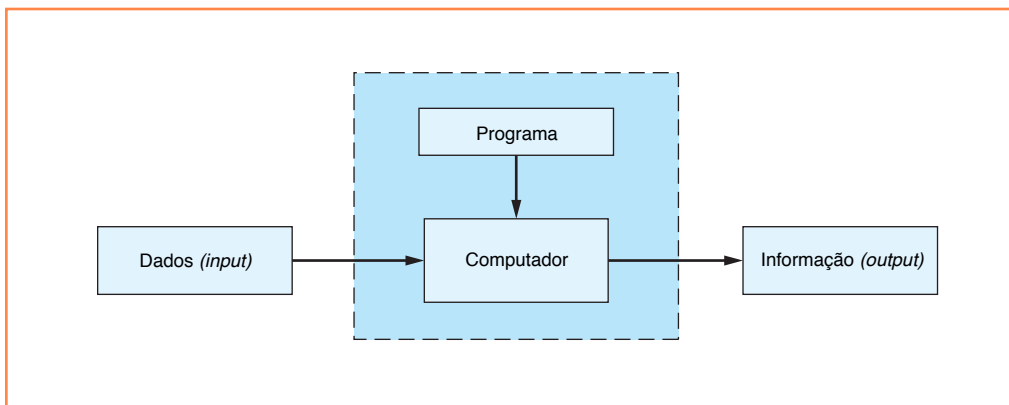 Programa
Dados (input)
Computador
Informação (output)